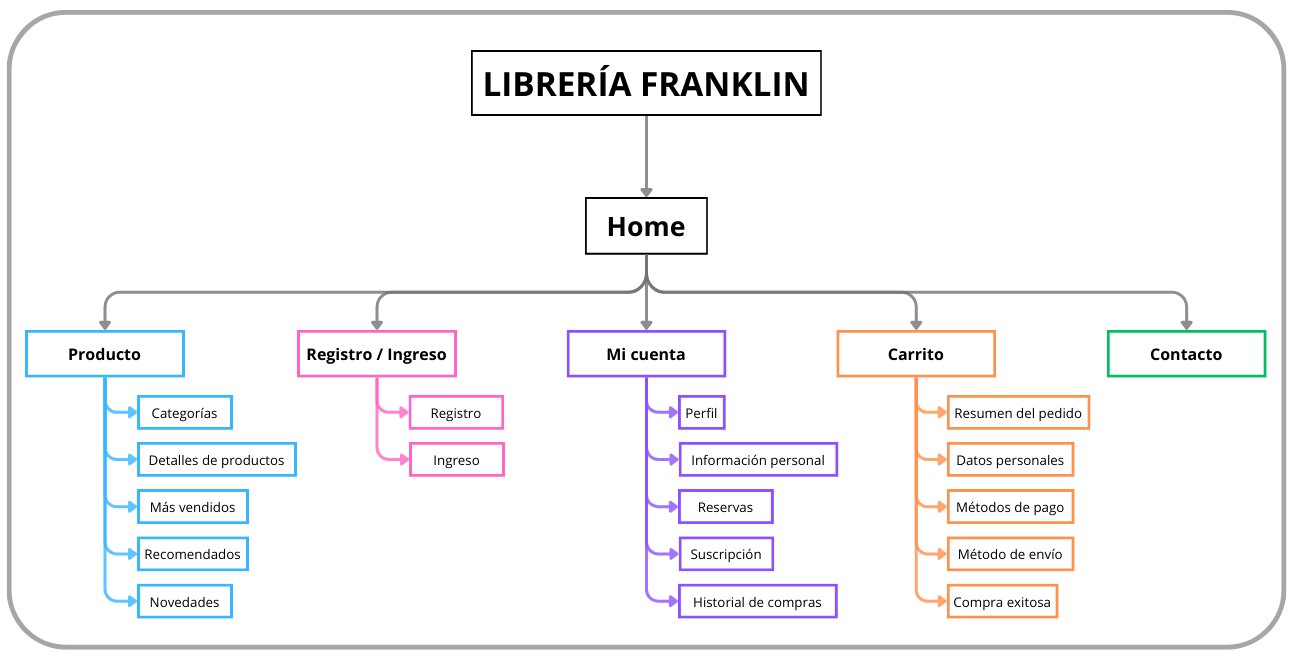 LIBRERÍA FRANKLIN
Home
Producto
Categorías
Detalles de productos
Más vendidos
Recomendados
Novedades
Registro / Ingreso
Registro
Ingreso
Mi cuenta
Perfil
Información personal
Reservas
Suscripción
Historial de compras
Carrito
Resumen del pedido
Datos personales
Métodos de pago
Método de envío
Compra exitosa
Contacto